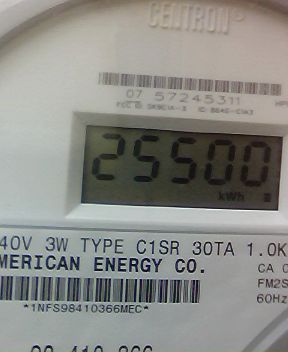 CENTRON®
07 57245311
25500
kWh
40V 3W TYPE C1SR 30TA 1.0K
MERICAN ENERGY CO.
CA 0
FM2S
60Hz
*1NFS98410366MEC*